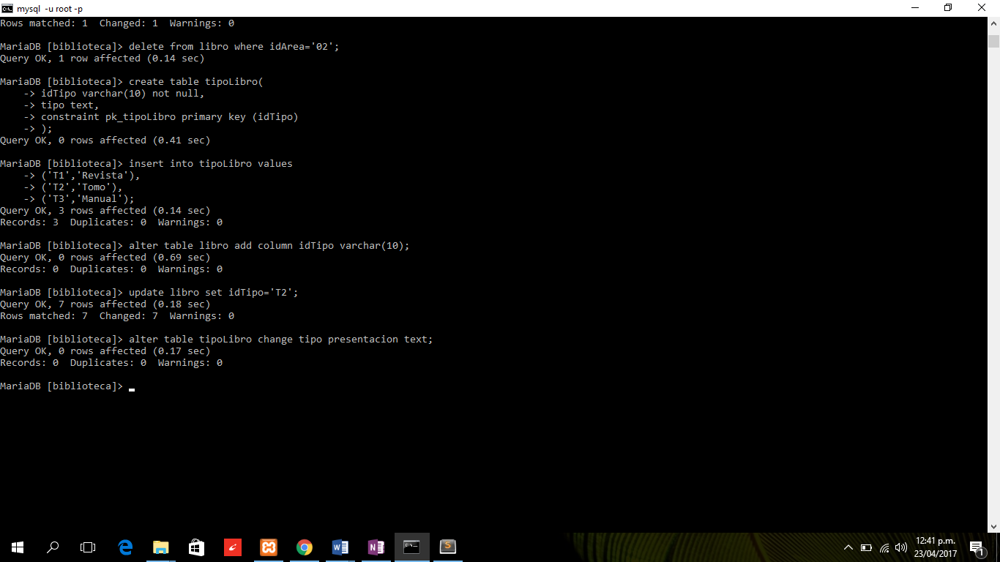 mysql -u root -p
Rows matched: 1  Changed: 1  Warnings: 0
MariaDB [biblioteca]> delete from libro where idArea='02';
Query OK, 1 row affected (0.14 sec)
MariaDB [biblioteca]> create table tipoLibro(
    -> idTipo varchar(10) not null,
    -> tipo text,
    -> constraint pk_tipoLibro primary key (idTipo)
    -> );
Query OK, 0 rows affected (0.41 sec)
MariaDB [biblioteca]> insert into tipoLibro values
    -> ('T1','Revista'),
    -> ('T2','Tomo'),
    -> ('T3','Manual');
Query OK, 3 rows affected (0.14 sec)
Records: 3  Duplicates: 0  Warnings: 0
MariaDB [biblioteca]> alter table libro add column idTipo varchar(10);
Query OK, 0 rows affected (0.69 sec)
Records: 0  Duplicates: 0  Warnings: 0
MariaDB [biblioteca]> update libro set idTipo='T2';
Query OK, 7 rows affected (0.18 sec)
Rows matched: 7  Changed: 7  Warnings: 0
MariaDB [biblioteca]> alter table tipoLibro change tipo presentacion text;
Query OK, 0 rows affected (0.17 sec)
Records: 0  Duplicates: 0  Warnings: 0
MariaDB [biblioteca]>
12:41 p.m.
23/04/2017
1